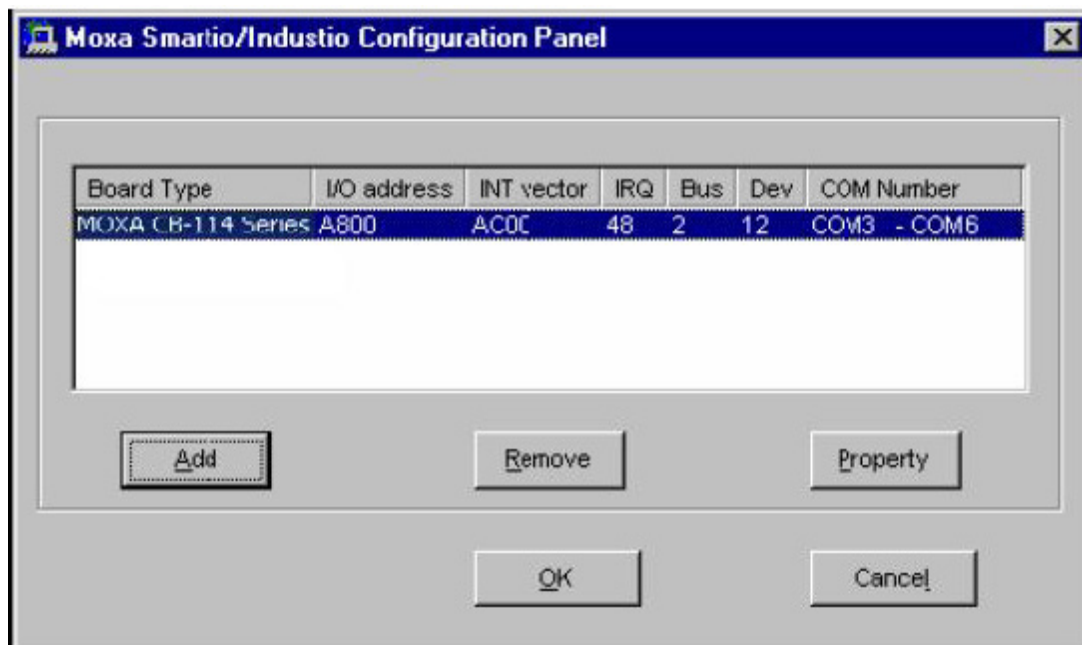 Moxa Smartio/Industio Configuration Panel
Board Type I/O address INT vector IRQ Bus Dev COM Number
MOXA CB-114 Series A800 AC00 48 2 12 COM3 - COM6
Add Remove Property
OK Cancel